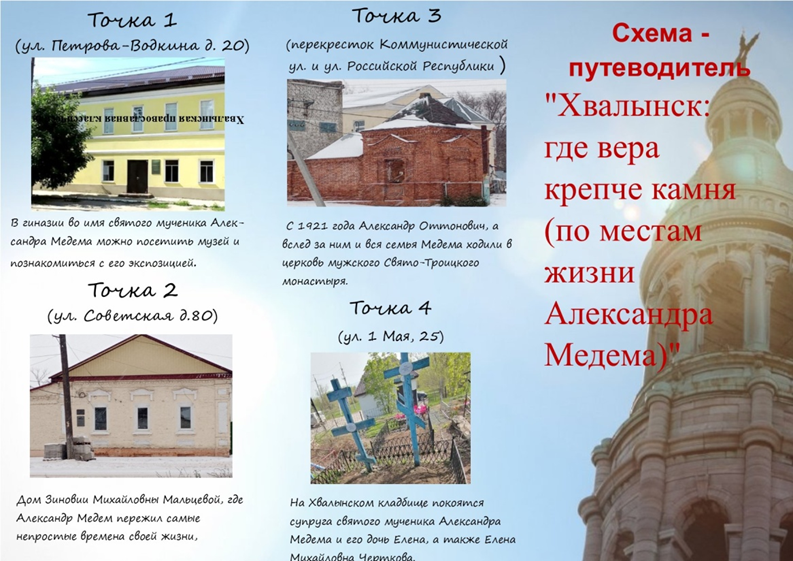 Точка 1
(ул. Петрова-Водкина д. 20)
Хвалынская православная классическ
В гиназии во имя святого мученика Алек-
сандра Медема можно посетить музей и
познакомиться с его экспозицией.
Точка 2
(ул. Советская д.80)
Дом Зиновии Михайловны Мальцевой, где
Александр Медем пережил самые
непростые времена своей жизни,
Точка 3
(перекресток Коммунистической
ул. и ул. Российской Республики )
С 1921 года Александр Оттонович, а
вслед за ним и вся семья Медема ходили в
церковь мужского Свято-Троицкого
монастыря.
Точка 4
(ул. 1 Мая, 25)
На Хвалынском кладбище покоятся
супруга святого мученика Александра
Медема и его дочь Елена, а также Елена
Михайловна Черткова.
Схема -
путеводитель
"Хвалынск:
где вера
крепче камня
(по местам
жизни
Александра
Медема)"